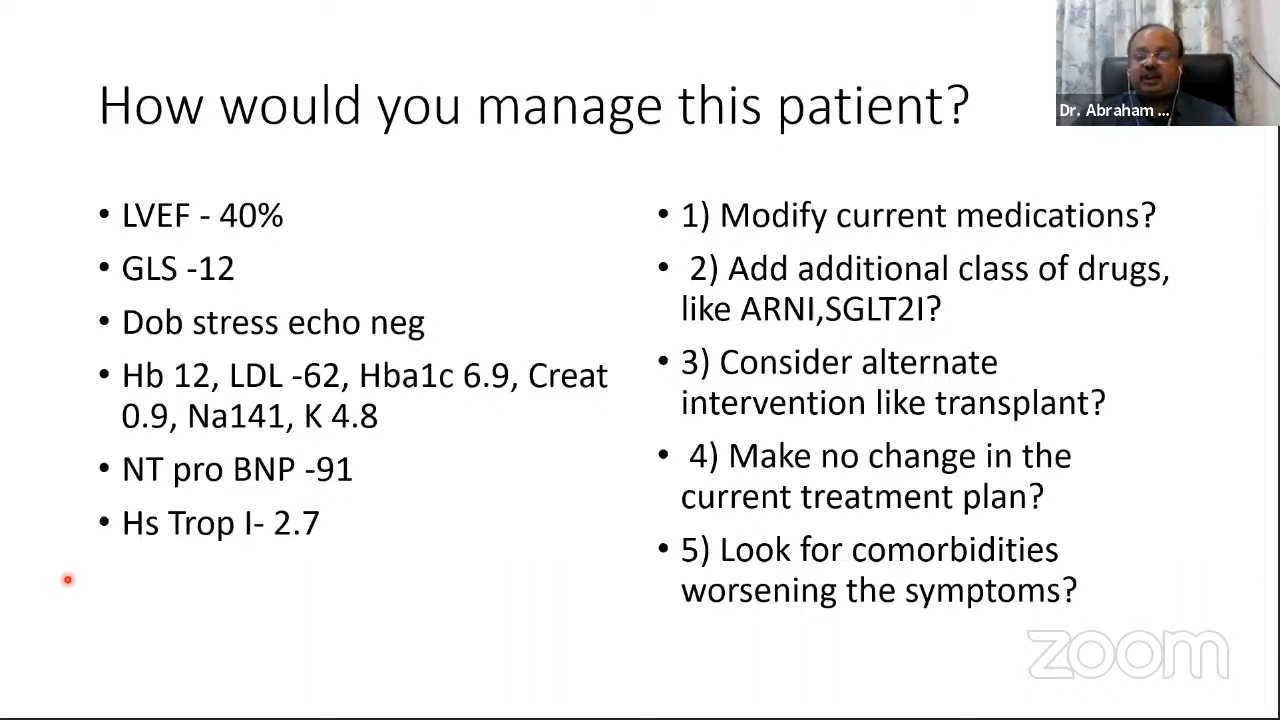 How would you manage this patient?
Dr. Abraham ...
• LVEF - 40%
• GLS -12
• Dob stress echo neg
• Hb 12, LDL -62, Hba1c 6.9, Creat
0.9, Na141, K 4.8
• NT pro BNP -91
• Hs Trop I- 2.7
• 1) Modify current medications?
• 2) Add additional class of drugs,
like ARNI,SGLT2I?
• 3) Consider alternate
intervention like transplant?
• 4) Make no change in the
current treatment plan?
• 5) Look for comorbidities
worsening the symptoms?
zoom